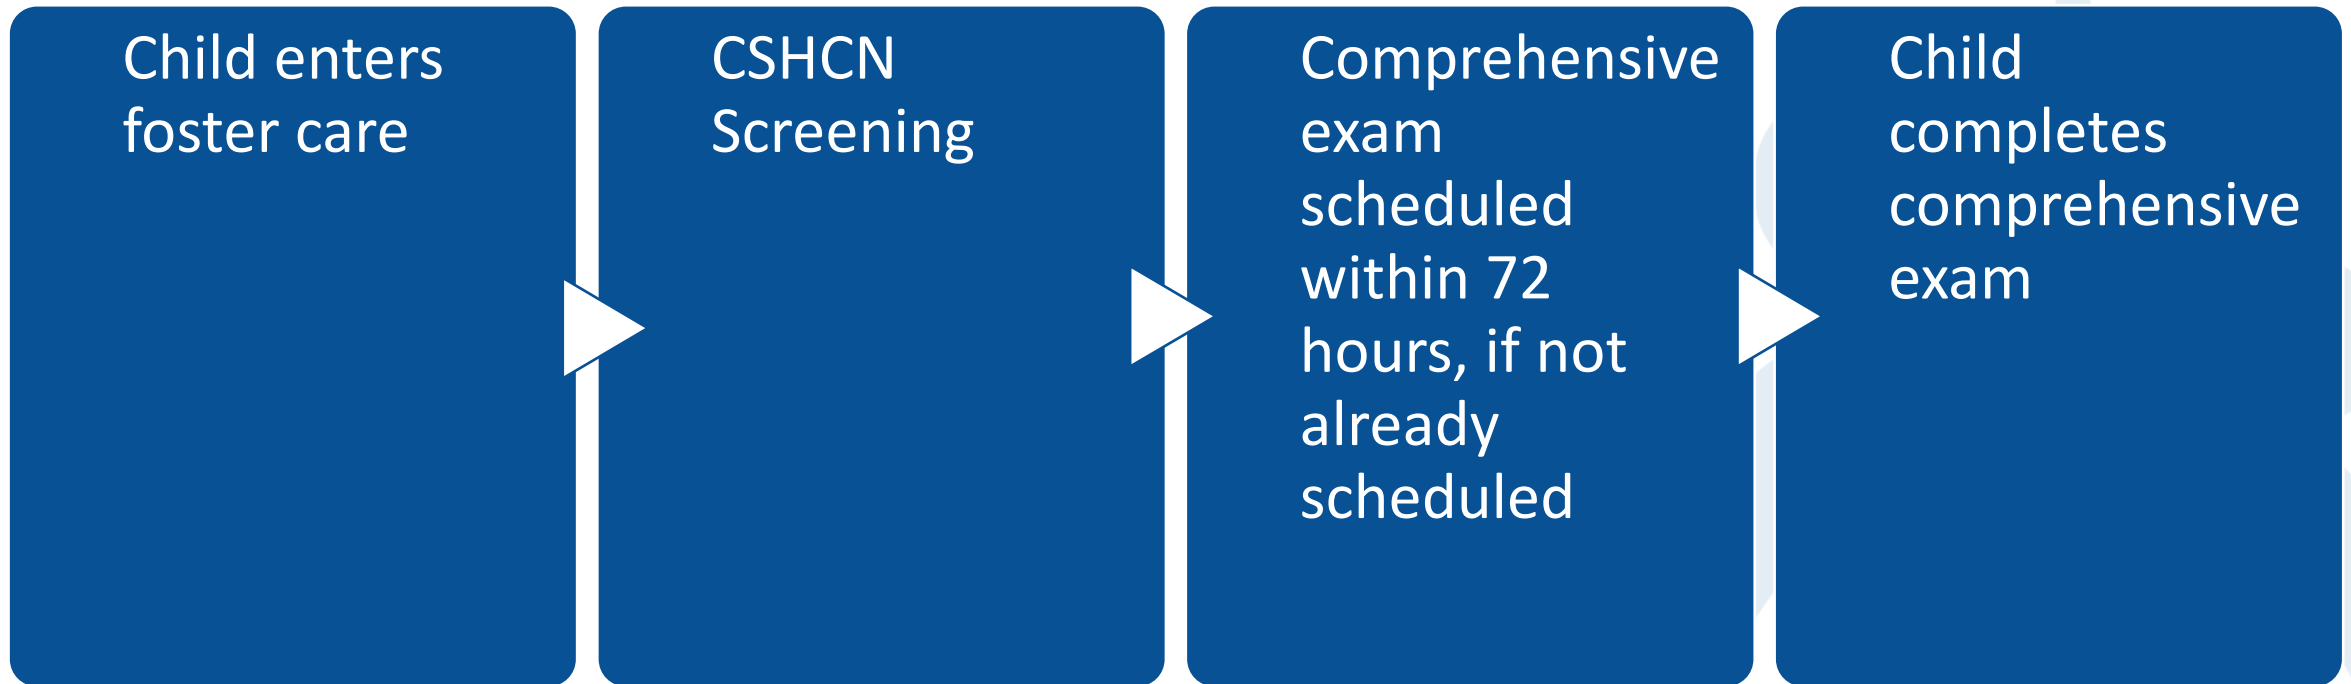 Child enters
foster care
CSHCN
Screening
Comprehensive
exam
scheduled
within 72
hours, if not
already
scheduled
Child
completes
comprehensive
exam